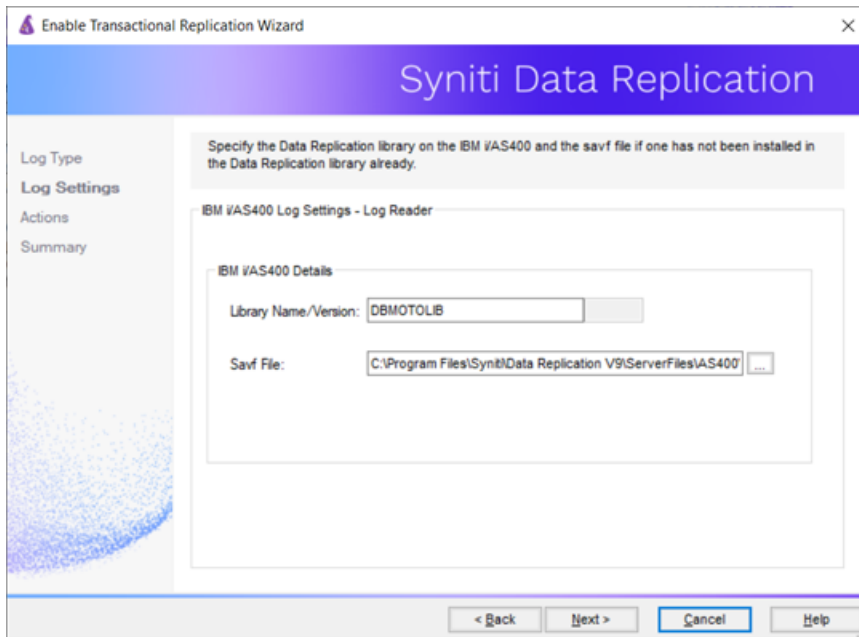 Enable Transactional Replication Wizard
Syniti Data Replication
Log Type
Log Settings
Actions
Summary
Specify the Data Replication library on the IBM i/AS400 and the savf file if one has not been installed in
the Data Replication library already.
IBM i/AS400 Log Settings - Log Reader
IBM i/AS400 Details
Library Name/Version: DBMOTOLIB
Savf File: C:\Program Files\Syniti\Data Replication V9\ServerFiles\AS400\ ...
< Back Next > Cancel Help